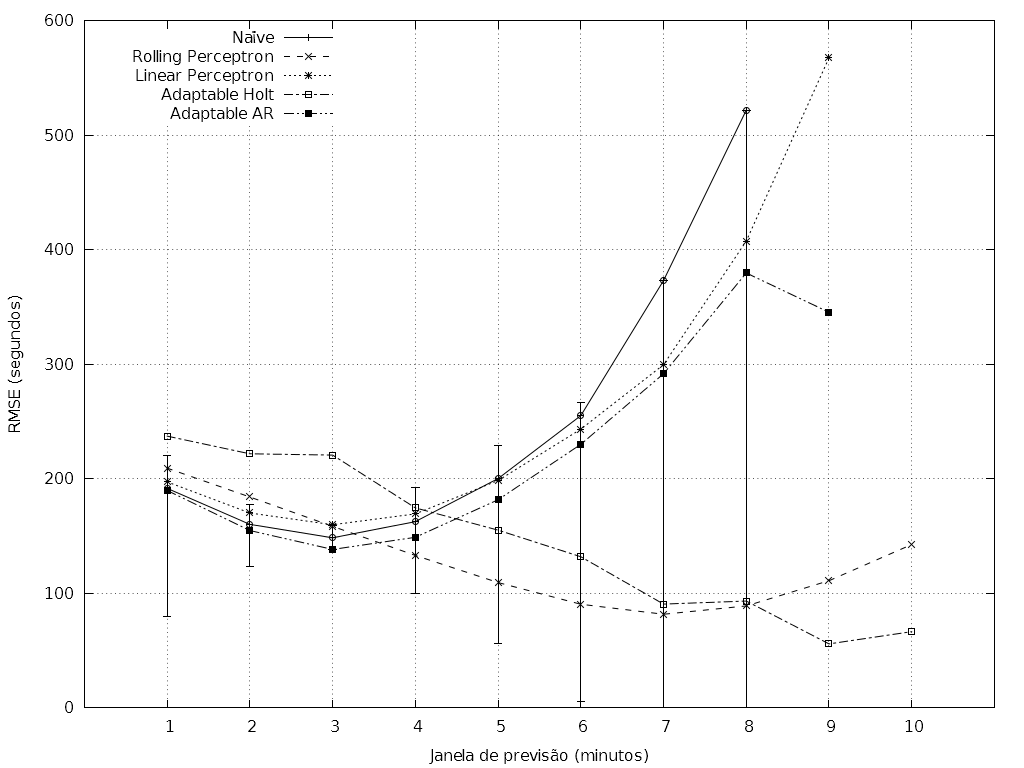 600
500
400
300
200
100
0
RMSE (segundos)
Naïve
Rolling Perceptron
Linear Perceptron
Adaptable Holt
Adaptable AR
1 2 3 4 5 6 7 8 9 10
Janela de previsão (minutos)